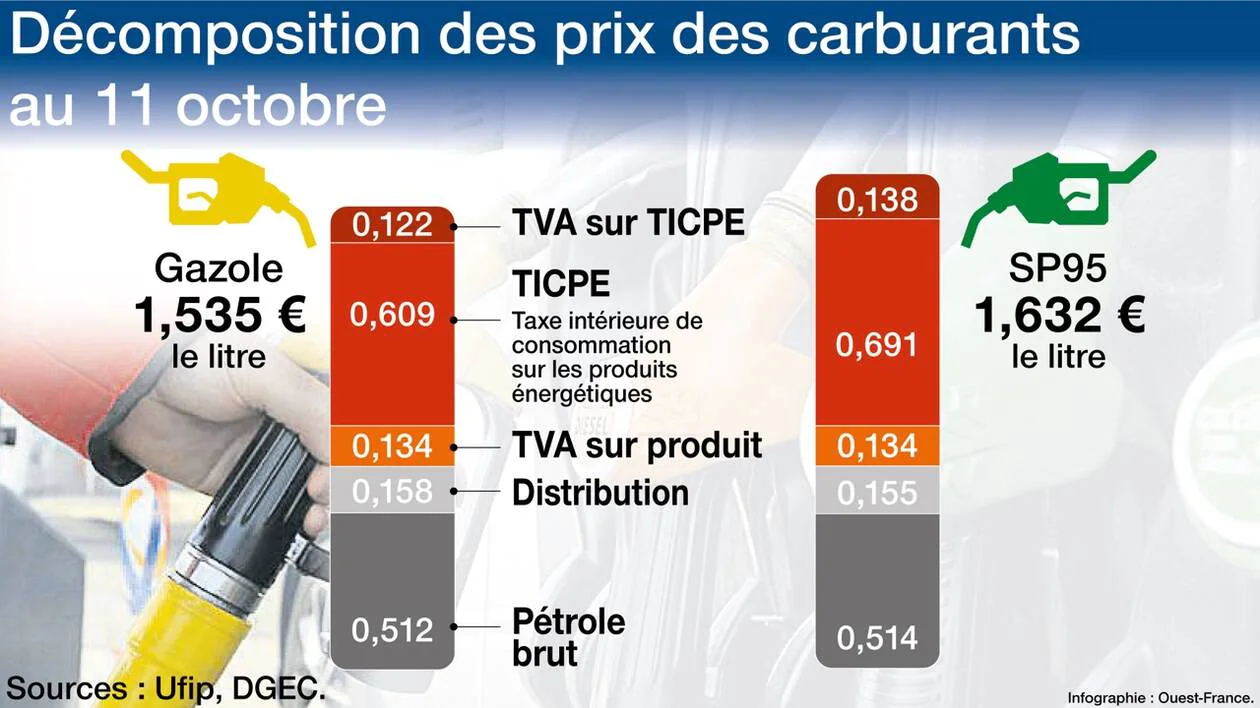 Décomposition des prix des carburants
au 11 octobre
Gazole
1,535 €
le litre
0,122
0,609
0,134
0,158
0,512
TVA sur TICPE
TICPE
Taxe intérieure de
consommation
sur les produits
énergétiques
TVA sur produit
Distribution
Pétrole
brut
0,138
0,691
0,134
0,155
0,514
SP95
1,632 €
le litre
DIESEL
Sources : Ufip, DGEC.
Infographie : Ouest-France.